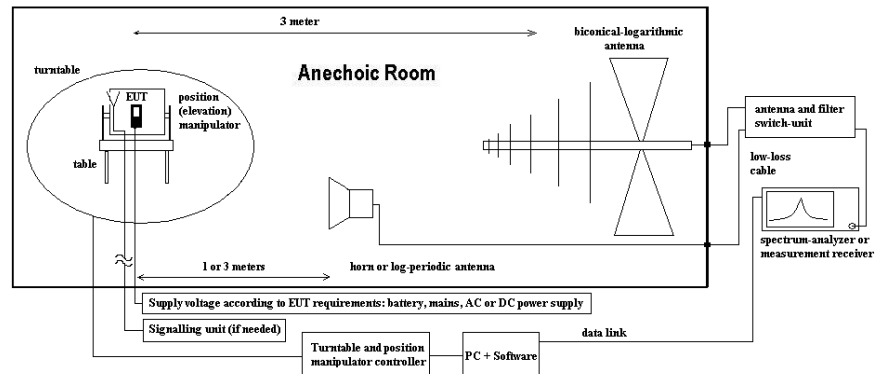 3 meter
biconical-logarithmic
antenna
turntable
Anechoic Room
EUT
position
(elevation)
manipulator
table
antenna and filter
switch-unit
low-loss
cable
spectrum-analyzer or
measurement receiver
1 or 3 meters
horn or log-periodic antenna
Supply voltage according to EUT requirements: battery, mains, AC or DC power supply
Signalling unit (if needed)
data link
Turntable and position
manipulator controller
PC + Software